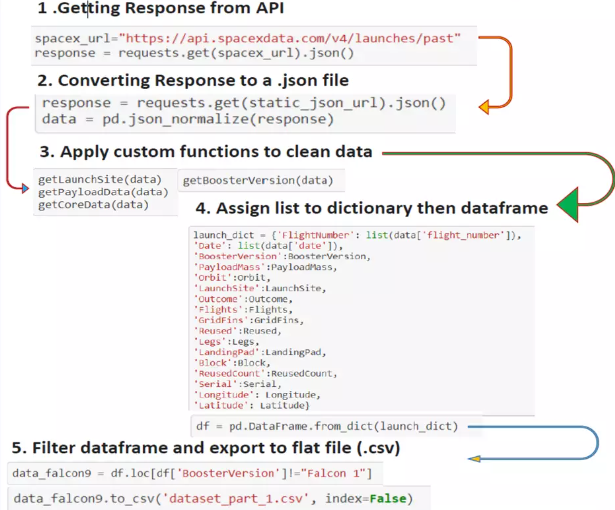 1 .Getting Response from API
spacex_url="https://api.spacexdata.com/v4/launches/past"
response = requests.get(spacex_url).json()
2. Converting Response to a .json file
response = requests.get(static_json_url).json()
data = pd.json_normalize(response)
3. Apply custom functions to clean data
getLaunchSite(data)
getPayloadData(data)
getCoreData(data)
getBoosterVersion(data)
4. Assign list to dictionary then dataframe
launch_dict = {'FlightNumber': list(data['flight_number']),
'Date': list(data['date']),
'BoosterVersion':BoosterVersion,
'PayloadMass':PayloadMass,
'Orbit':Orbit,
'LaunchSite':LaunchSite,
'Outcome':Outcome,
'Flights':Flights,
'GridFins':GridFins,
'Reused':Reused,
'Legs':Legs,
'LandingPad':LandingPad,
'Block':Block,
'ReusedCount':ReusedCount,
'Serial':Serial,
'Longitude': Longitude,
'Latitude': Latitude}
df = pd.DataFrame.from_dict(launch_dict)
5. Filter dataframe and export to flat file (.csv)
data_falcon9 = df.loc[df['BoosterVersion']!="Falcon 1"]
data_falcon9.to_csv('dataset_part_1.csv', index=False)